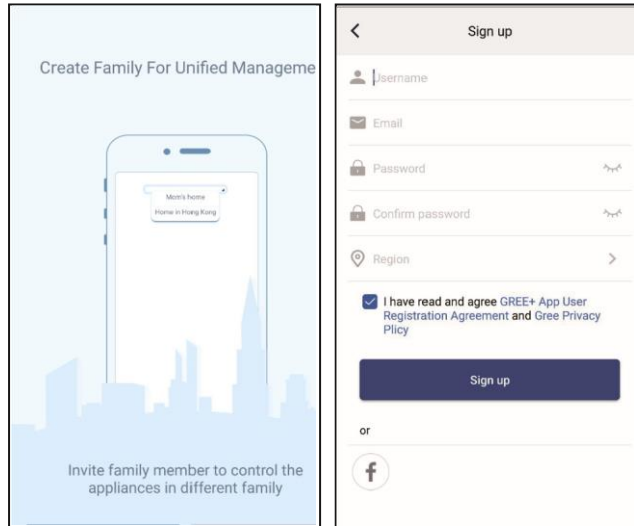 Create Family For Unified Manageme
Mom's home
Home in Hong Kong
Invite family member to control the
appliances in different family
Sign up
Username
Email
Password
Confirm password
Region
I have read and agree GREE+ App User
Registration Agreement and Gree Privacy
Plicy
Sign up
or
f